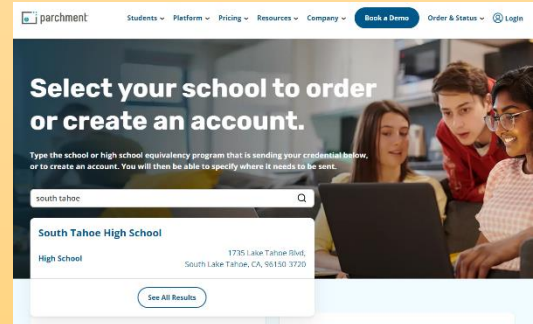 parchment
Students Platform Pricing Resources Company Book a Demo Order & Status Login
Select your school to order
or create an account.
Type the school or high school equivalency program that is sending your credential below,
or to create an account. You will then be able to specify where it needs to be sent.
south tahoe
South Tahoe High School
High School
1735 Lake Tahoe Blvd,
South Lake Tahoe, CA, 96150-3720
See All Results